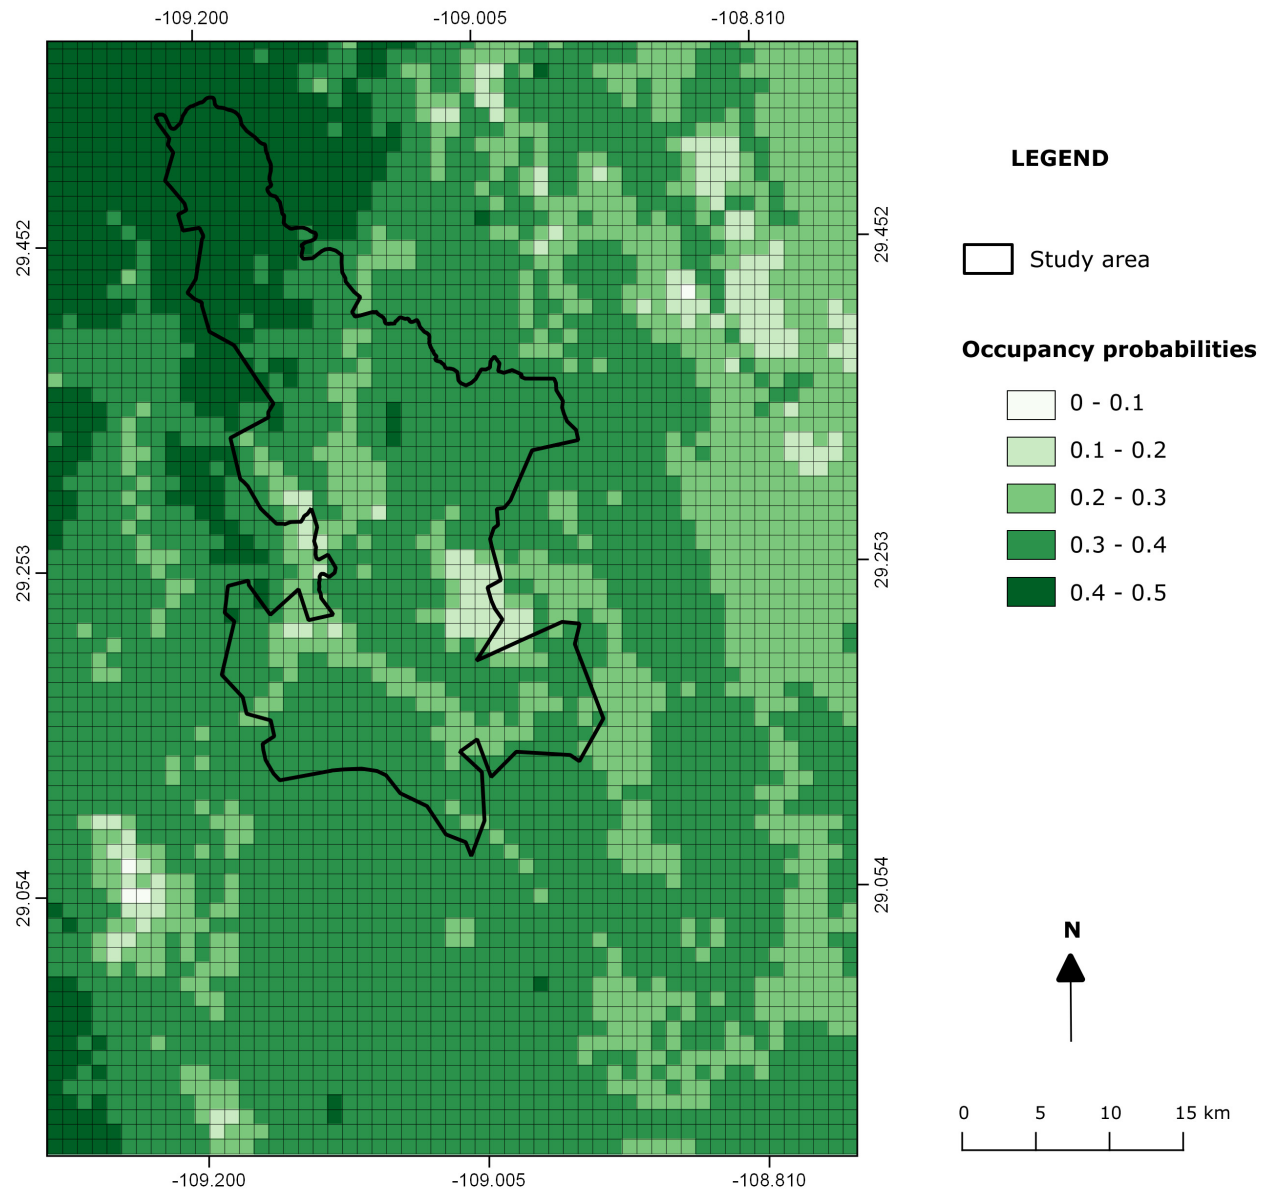 -109.200 -109.005 -108.810
LEGEND
29.452 29.452
Study area
Occupancy probabilities
0 - 0.1
0.1 - 0.2
0.2 - 0.3
0.3 - 0.4
0.4 - 0.5
29.253 29.253
29.054 29.054
N
0 5 10 15 km
-109.200 -109.005 -108.810